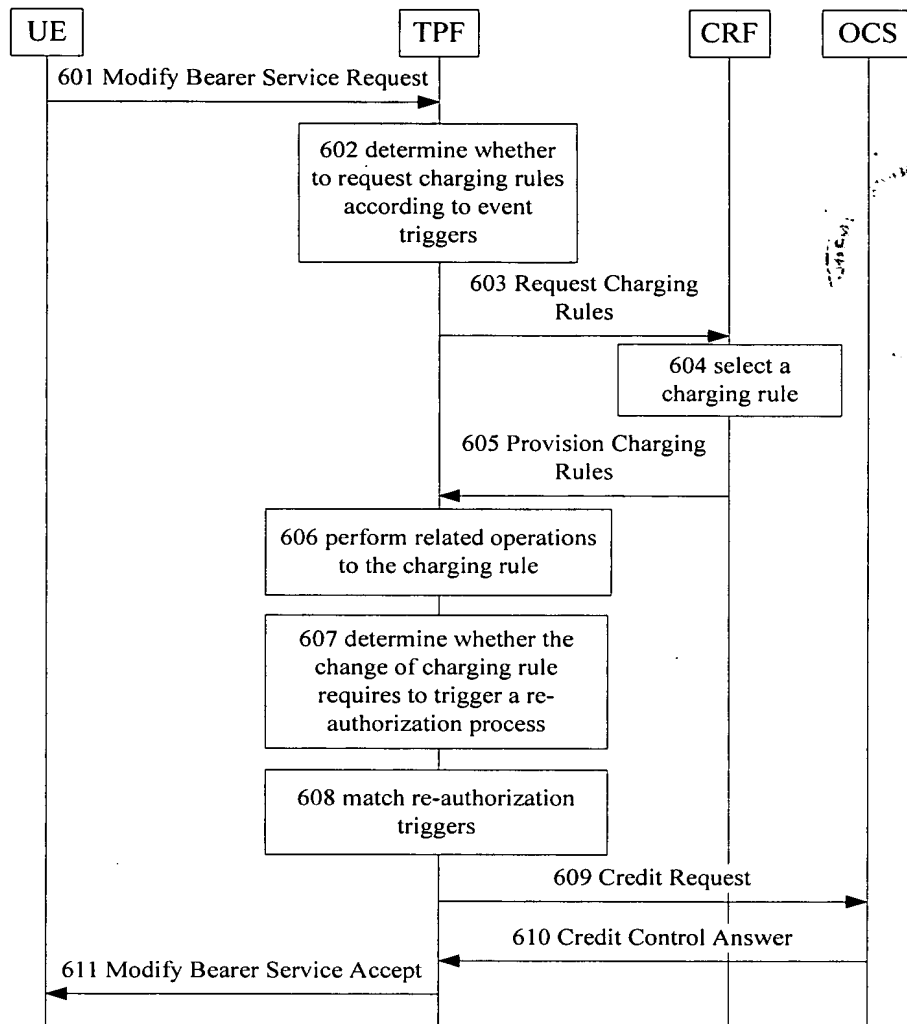 UE
TPF
CRF
OCS
601 Modify Bearer Service Request
602 determine whether
to request charging rules
according to event
triggers
603 Request Charging
Rules
604 select a
charging rule
605 Provision Charging
Rules
606 perform related operations
to the charging rule
607 determine whether the
change of charging rule
requires to trigger a re-
authorization process
608 match re-authorization
triggers
609 Credit Request
610 Credit Control Answer
611 Modify Bearer Service Accept